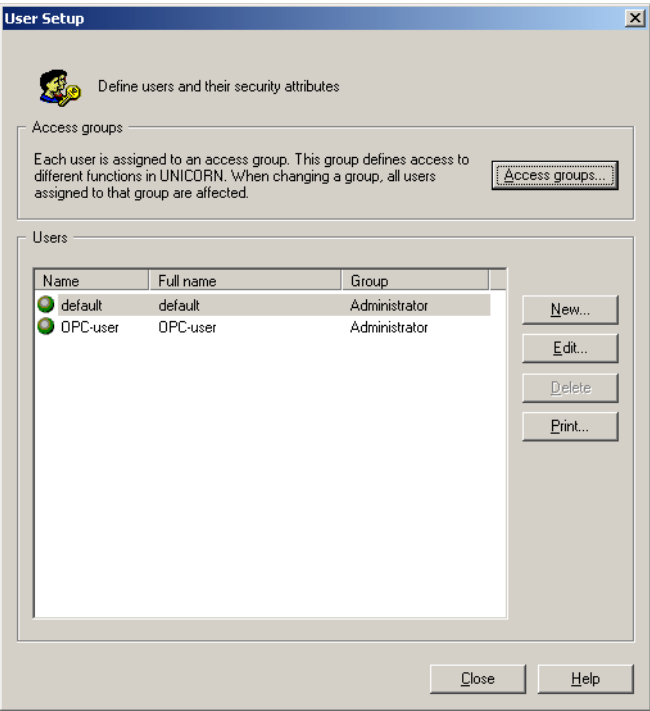 User Setup
Define users and their security attributes
Access groups
Each user is assigned to an access group. This group defines access to
different functions in UNICORN. When changing a group, all users
assigned to that group are affected.
Access groups...
Users
Name Full name Group
default default Administrator
OPC-user OPC-user Administrator
New...
Edit...
Delete
Print...
Close Help